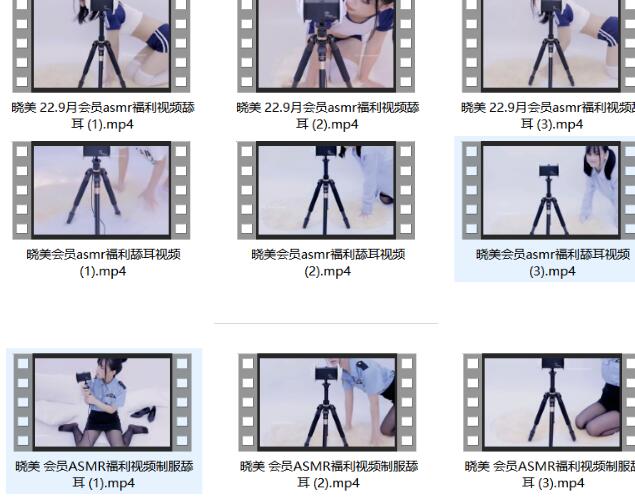 晓美 22.9月会员asmr福利视频舔
耳 (1).mp4
晓美 22.9月会员asmr福利视频舔
耳 (2).mp4
晓美 22.9月会员asmr福利视频舔
耳 (3).mp4
晓美会员asmr福利舔耳视频
(1).mp4
晓美会员asmr福利舔耳视频
(2).mp4
晓美会员asmr福利舔耳视频
(3).mp4
晓美 会员ASMR福利视频制服舔
耳 (1).mp4
晓美 会员ASMR福利视频制服舔
耳 (2).mp4
晓美 会员ASMR福利视频制服舔
耳 (3).mp4